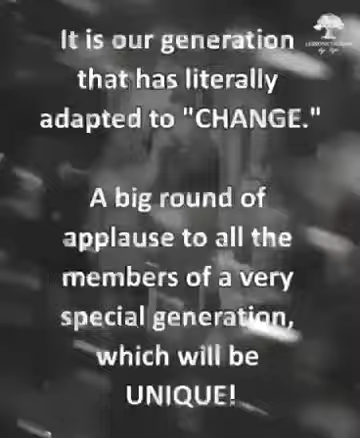 It is our generation
that has literally
adapted to "CHANGE."
A big round of
applause to all the
members of a very
special generation,
which will be
UNIQUE!